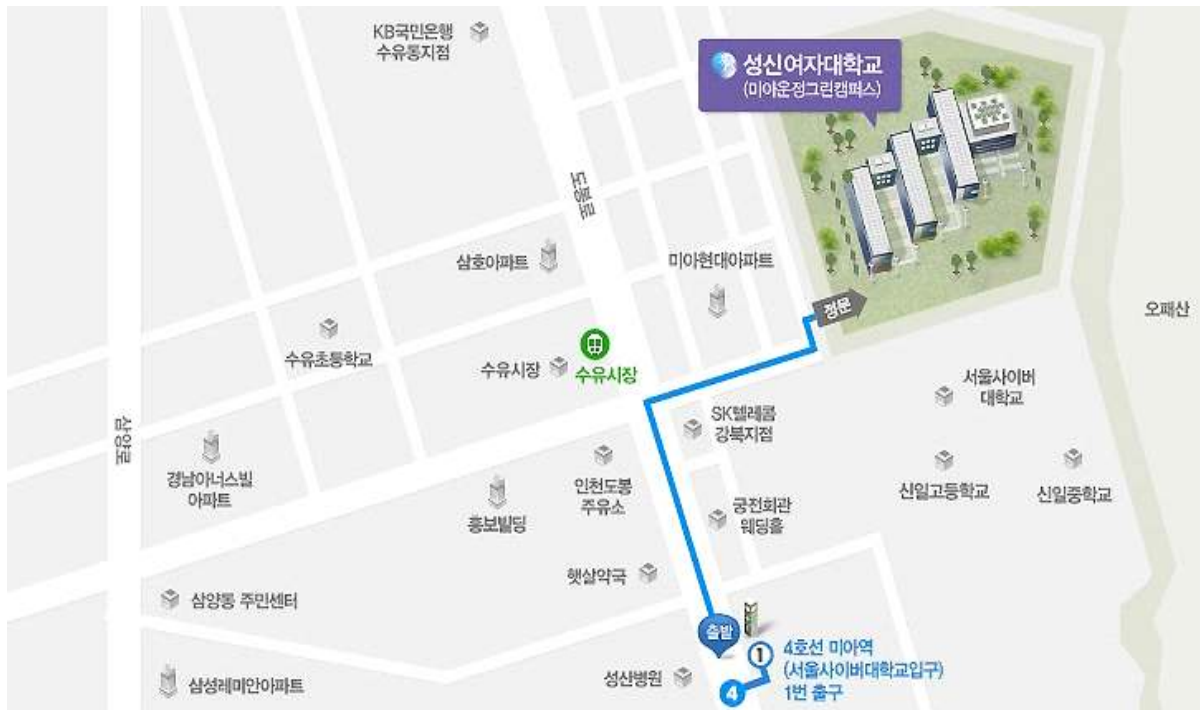 KB국민은행
수유동지점
성신여자대학교
(미아운정그린캠퍼스)
도봉로
삼호아파트
미아현대아파트
정문
오패산
수유초등학교
수유시장
수유시장
서울사이버
대학교
SK텔레콤
강북지점
삼양로
경남아너스빌
아파트
홍보빌딩
인천도봉
주유소
신일고등학교
신일중학교
궁전회관
웨딩홀
햇살약국
삼양동 주민센터
출발
1
4호선 미아역
(서울사이버대학교입구)
1번 출구
성산병원
4
삼성레미안아파트